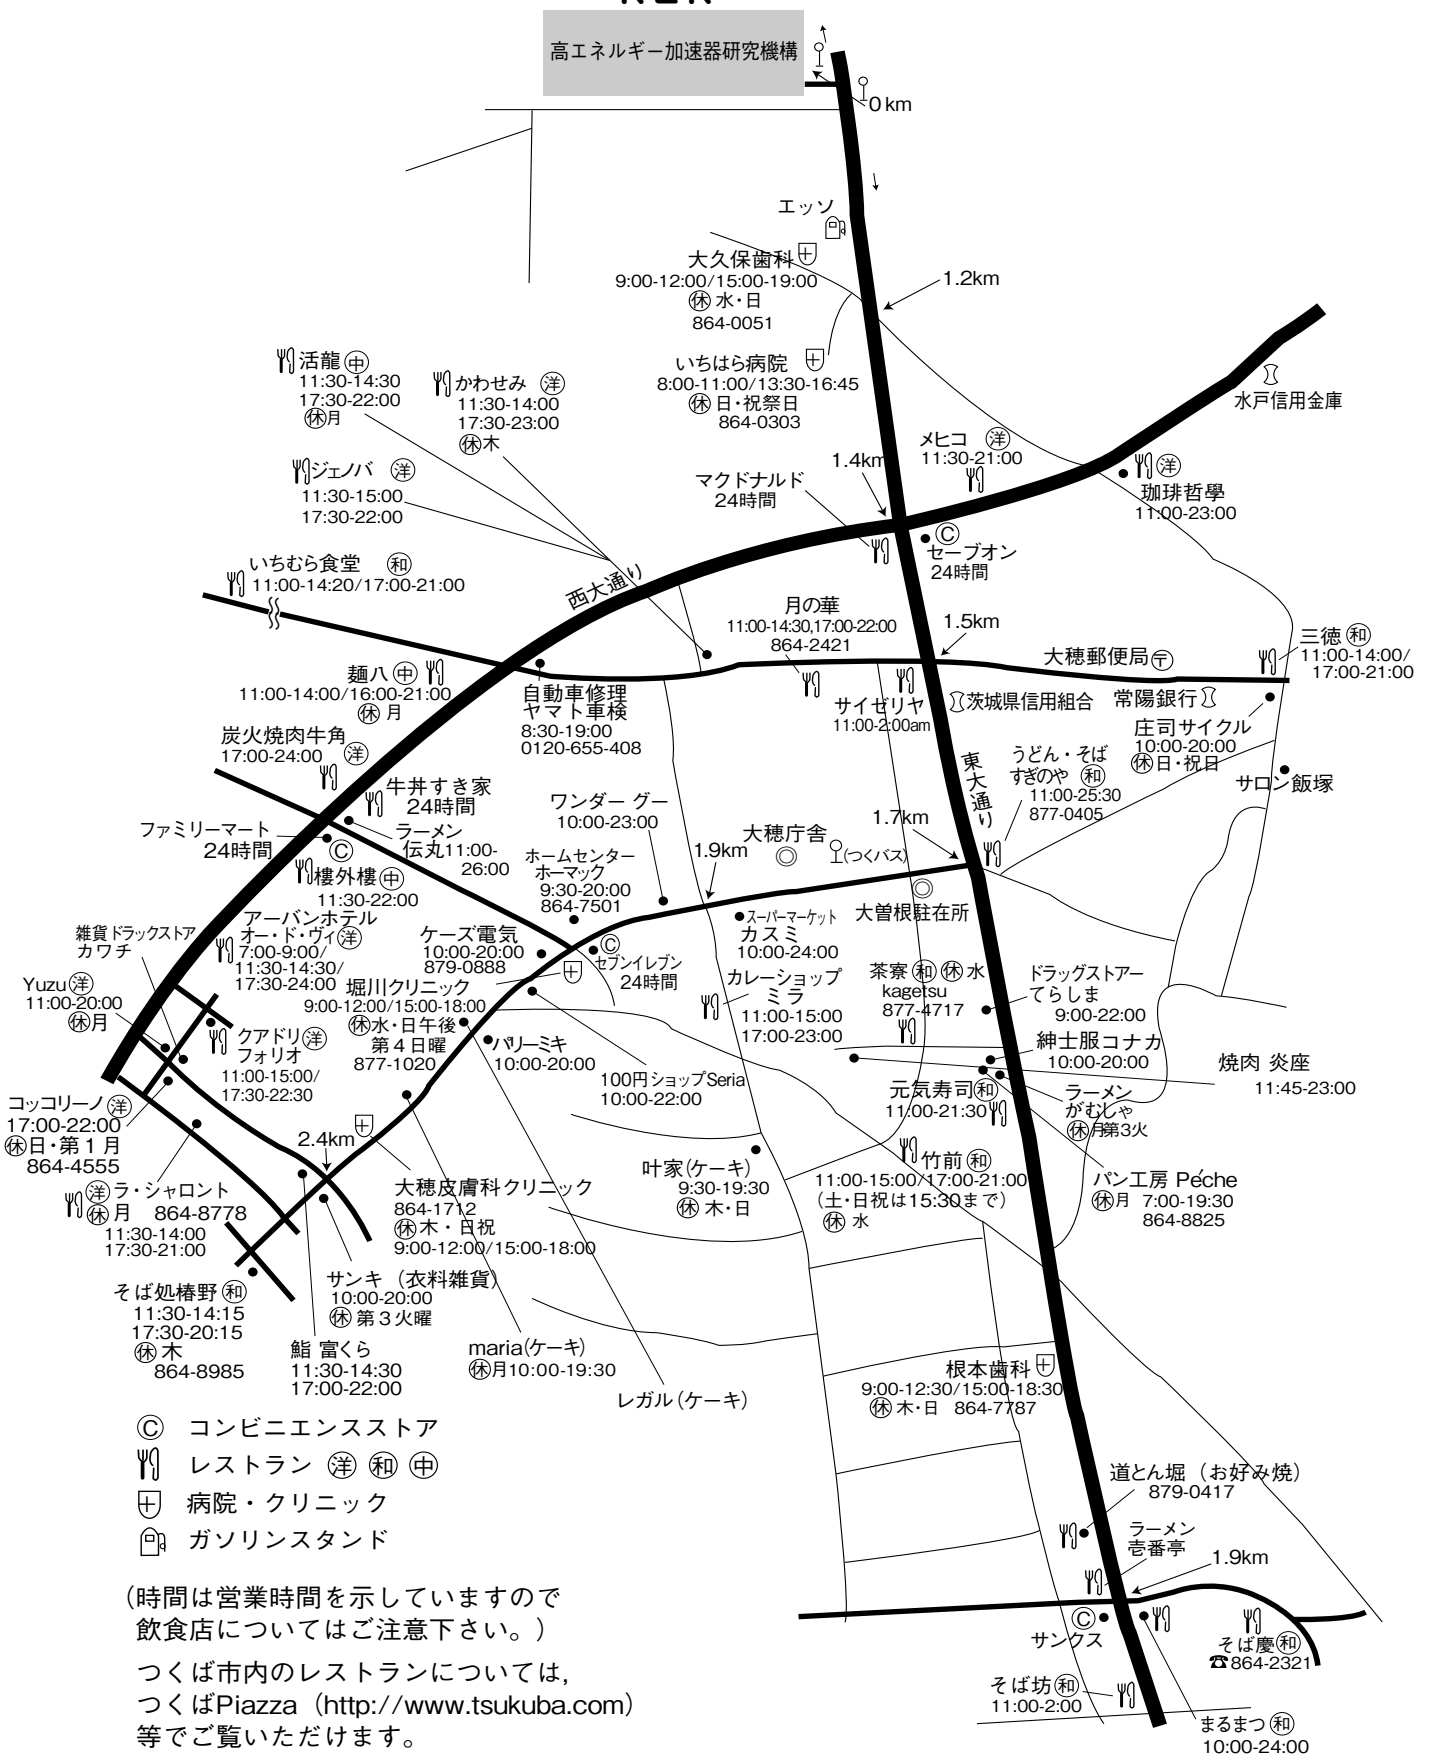 高エネルギー加速器研究機構
0 km
エッソ
大久保歯科
9:00-12:00/15:00-19:00
㊡ 水・日
864-0051
1.2km
いちはら病院
8:00-11:00/13:30-16:45
㊡ 日・祝祭日
864-0303
活龍 ㊥
11:30-14:30
17:30-22:00
㊡月
かわせみ 洋
11:30-14:00
17:30-23:00
㊡木
水戸信用金庫
メヒコ 洋
11:30-21:00
1.4km
ジェノバ 洋
11:30-15:00
17:30-22:00
マクドナルド
24時間
洋
珈琲哲學
11:00-23:00
C
セーブオン
24時間
いちむら食堂 和
11:00-14:20/17:00-21:00
西大通り
月の華
11:00-14:30,17:00-22:00
864-2421
1.5km
大穂郵便局〒
三徳 和
11:00-14:00/
17:00-21:00
麺八 ㊥
11:00-14:00/16:00-21:00
㊡ 月
自動車修理
ヤマト車検
8:30-19:00
0120-655-408
サイゼリヤ
11:00-2:00am
茨城県信用組合
常陽銀行
庄司サイクル
10:00-20:00
㊡日・祝日
サロン飯塚
炭火焼肉牛角
17:00-24:00 洋
牛丼すき家
24時間
東大通り
うどん・そば
すぎのや 和
11:00-25:30
877-0405
ワンダー グー
10:00-23:00
ファミリーマート
24時間
C
ラーメン
伝丸11:00-
26:00
大穂庁舎
◎ (つくバス)
1.7km
1.9km
樓外樓 ㊥
11:30-22:00
ホームセンター
ホーマック
9:30-20:00
864-7501
◎
大曽根駐在所
スーパーマーケット
カスミ
10:00-24:00
雑貨ドラックストア
カワチ
アーバンホテル
オー・ド・ヴィ 洋
7:00-9:00/
11:30-14:30/
17:30-24:00
ケーズ電気
10:00-20:00
879-0888
C
セブンイレブン
24時間
Yuzu 洋
11:00-20:00
㊡月
堀川クリニック
9:00-12:00/15:00-18:00
㊡水・日午後
第4日曜
877-1020
カレーショップ
ミラ
11:00-15:00
17:00-23:00
茶寮 和 ㊡ 水
kagetsu
877-4717
ドラッグストアー
てらしま
9:00-22:00
クアドリ 洋
フォリオ
11:00-15:00/
17:30-22:30
パリーミキ
10:00-20:00
紳士服コナカ
10:00-20:00
焼肉 炎座
11:45-23:00
100円ショップSeria
10:00-22:00
元気寿司 和
11:00-21:30
ラーメン
がむしゃ
㊡月第3火
コッコリーノ 洋
17:00-22:00
㊡日・第1月
864-4555
2.4km
叶家(ケーキ)
9:30-19:30
㊡ 木・日
竹前 和
11:00-15:00/17:00-21:00
(土・日祝は15:30まで)
㊡ 水
パン工房 Péche
㊡月 7:00-19:30
864-8825
洋 ラ・シャロント
㊡ 月 864-8778
11:30-14:00
17:30-21:00
大穂皮膚科クリニック
864-1712
㊡木・日祝
9:00-12:00/15:00-18:00
そば処椿野 和
11:30-14:15
17:30-20:15
㊡ 木
864-8985
サンキ (衣料雑貨)
10:00-20:00
㊡ 第3火曜
鮨 富くら
11:30-14:30
17:00-22:00
maria(ケーキ)
㊡月10:00-19:30
レガル(ケーキ)
根本歯科
9:00-12:30/15:00-18:30
㊡ 木・日 864-7787
C コンビニエンスストア
レストラン 洋 和 ㊥
病院・クリニック
ガソリンスタンド
道とん堀 (お好み焼)
879-0417
ラーメン
壱番亭
1.9km
(時間は営業時間を示していますので
飲食店についてはご注意下さい。)
C
サンクス
そば慶 和
☎864-2321
つくば市内のレストランについては,
つくばPiazza (http://www.tsukuba.com)
等でご覧いただけます。
そば坊 和
11:00-2:00
まるまつ 和
10:00-24:00